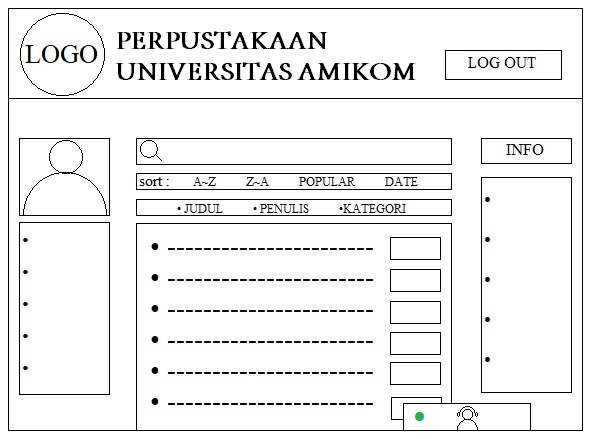 LOGO
PERPUSTAKAAN
UNIVERSITAS AMIKOM
LOG OUT
INFO
sort : A~Z Z~A POPULAR DATE
• JUDUL • PENULIS •KATEGORI